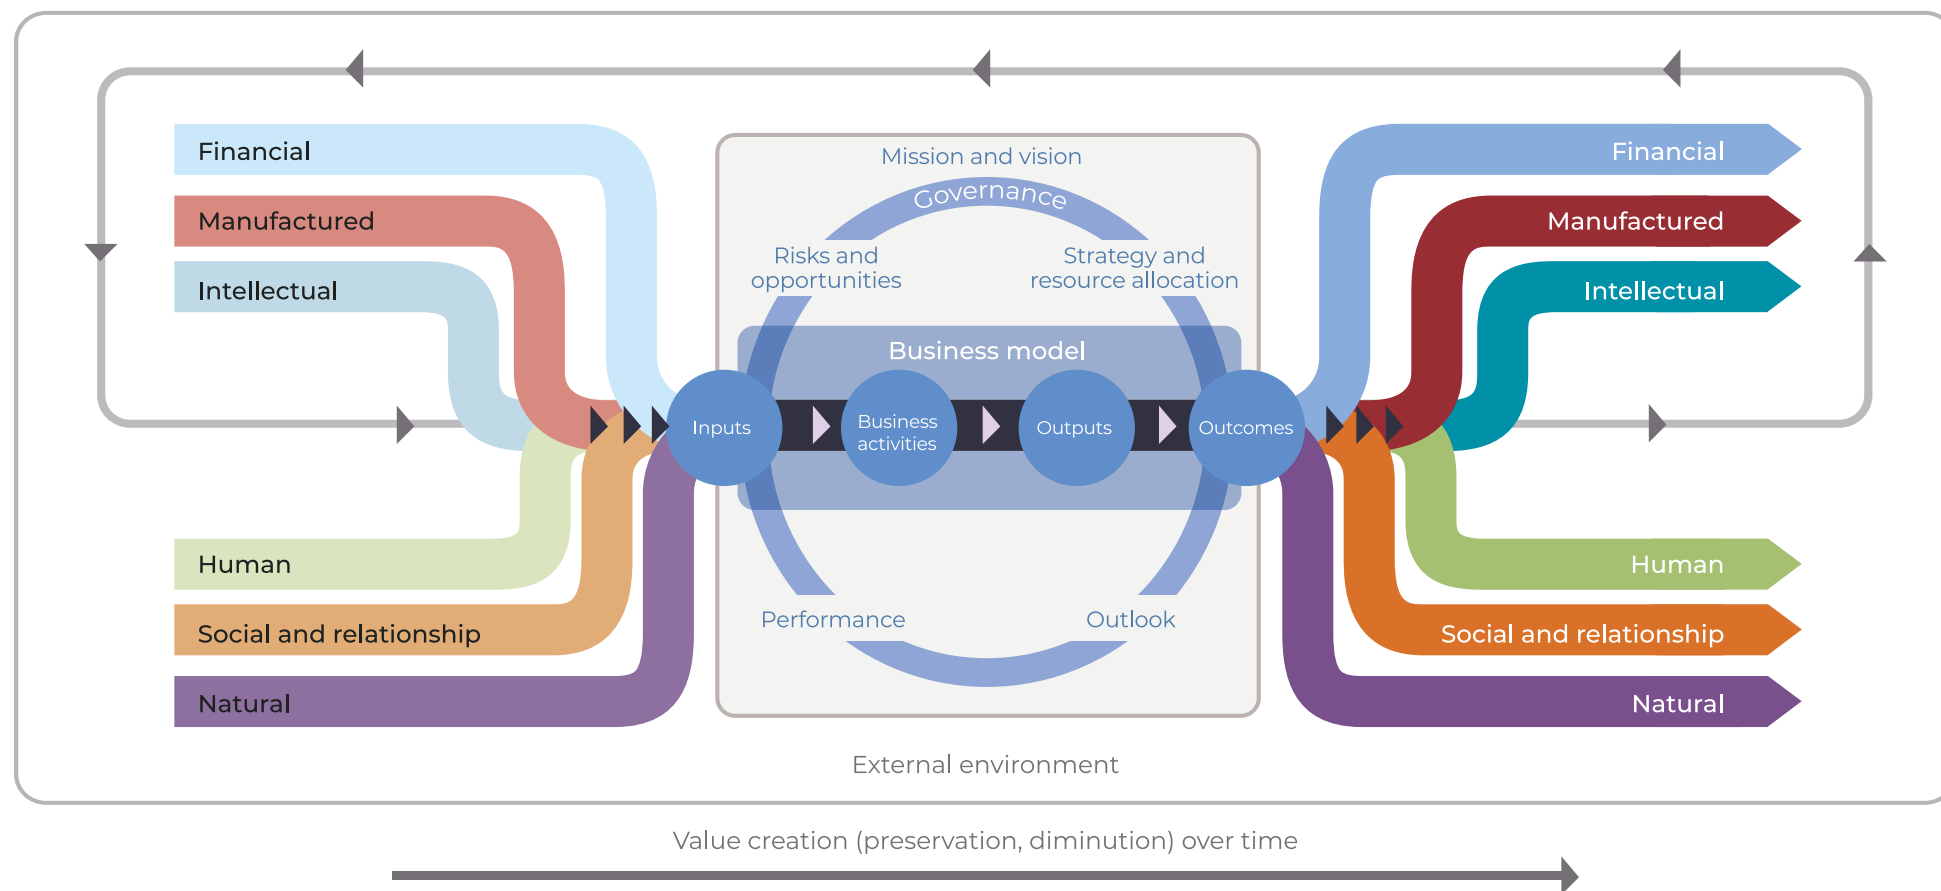 Financial
Manufactured
Intellectual
Human
Social and relationship
Natural
Mission and vision
Governance
Risks and
opportunities
Strategy and
resource allocation
Business model
Inputs
Business
activities
Outputs
Outcomes
Performance
Outlook
Financial
Manufactured
Intellectual
Human
Social and relationship
Natural
External environment
Value creation (preservation, diminution) over time